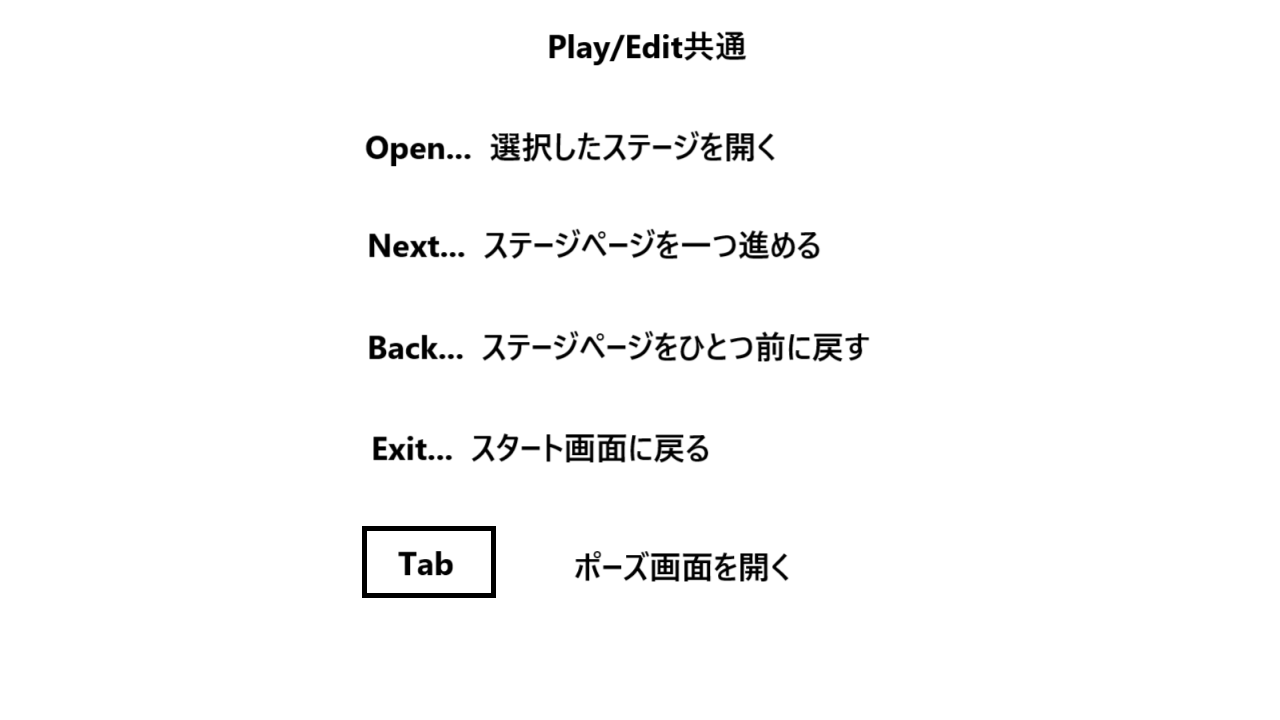 Play/Edit共通
Open... 選択したステージを開く
Next... ステージページを一つ進める
Back... ステージページをひとつ前に戻す
Exit... スタート画面に戻る
Tab ポーズ画面を開く